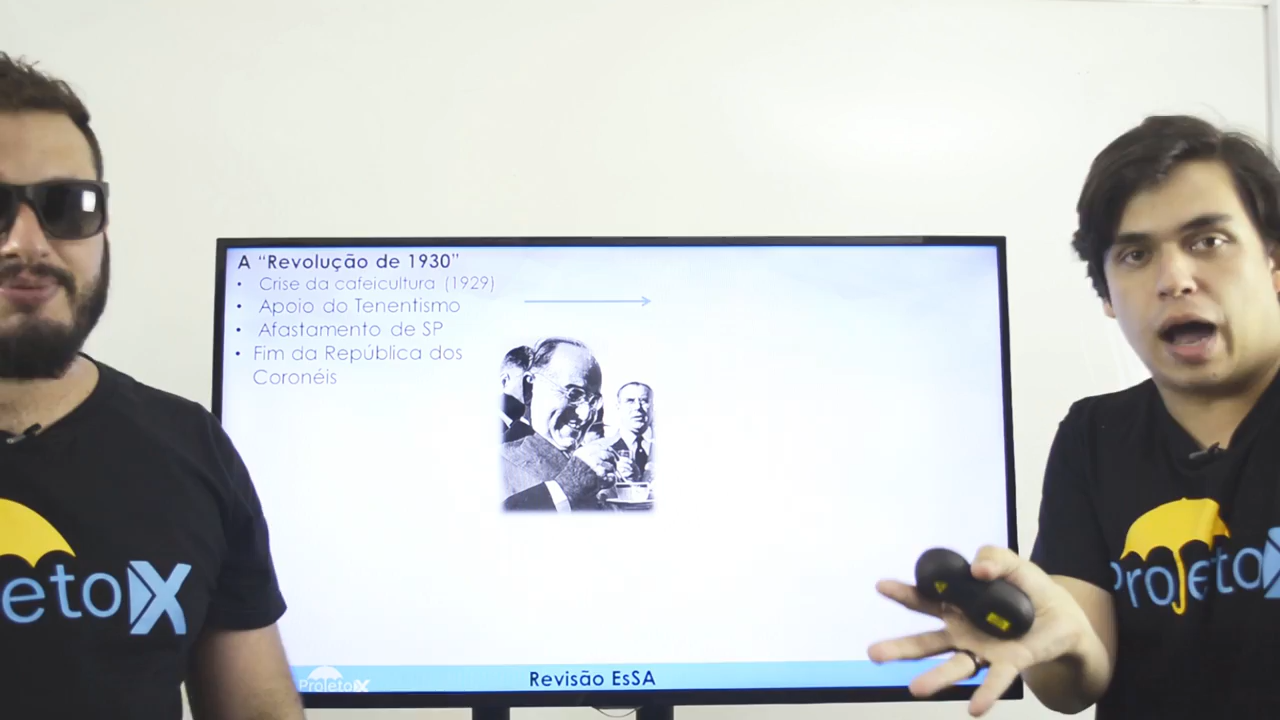 A “Revolução de 1930”
• Crise da cafeicultura (1929)
• Apoio do Tenentismo
• Afastamento de SP
• Fim da República dos
Coronéis
etoX
ProjetoX
ProjetoX
Revisão EsSA